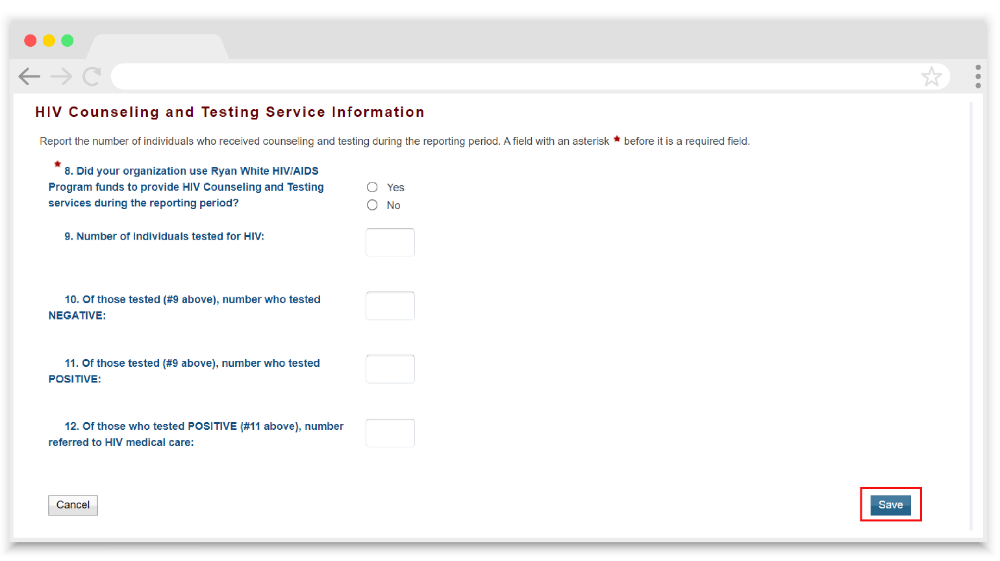 HIV Counseling and Testing Service Information
Report the number of individuals who received counseling and testing during the reporting period. A field with an asterisk * before it is a required field.
* 8. Did your organization use Ryan White HIV/AIDS
Program funds to provide HIV Counseling and Testing
services during the reporting period?
Yes
No
9. Number of individuals tested for HIV:
10. Of those tested (#9 above), number who tested
NEGATIVE:
11. Of those tested (#9 above), number who tested
POSITIVE:
12. Of those who tested POSITIVE (#11 above), number
referred to HIV medical care:
Cancel
Save